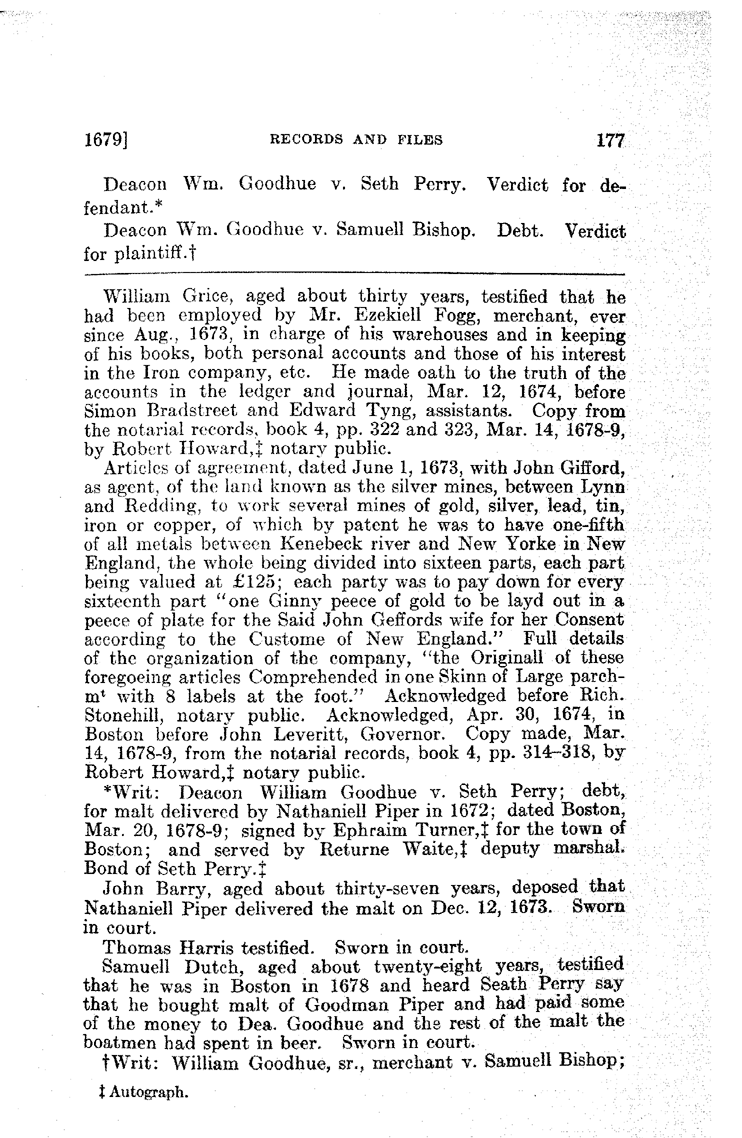 1679] RECORDS AND FILES 177
Deacon Wm. Goodhue v. Seth Perry. Verdict for de-
fendant.*
Deacon Wm. Goodhue v. Samuell Bishop. Debt. Verdict
for plaintiff.†
William Grice, aged about thirty years, testified that he
had been employed by Mr. Ezekiell Fogg, merchant, ever
since Aug., 1673, in charge of his warehouses and in keeping
of his books, both personal accounts and those of his interest
in the Iron company, etc. He made oath to the truth of the
accounts in the ledger and journal, Mar. 12, 1674, before
Simon Bradstreet and Edward Tyng, assistants. Copy from
the notarial records, book 4, pp. 322 and 323, Mar. 14, 1678-9,
by Robert Howard,‡ notary public.
Articles of agreement, dated June 1, 1673, with John Gifford,
as agent, of the land known as the silver mines, between Lynn
and Redding, to work several mines of gold, silver, lead, tin,
iron or copper, of which by patent he was to have one-fifth
of all metals between Kenebeck river and New Yorke in New
England, the whole being divided into sixteen parts, each part
being valued at £125; each party was to pay down for every
sixteenth part "one Ginny peece of gold to be layd out in a
peece of plate for the Said John Geffords wife for her Consent
according to the Custome of New England." Full details
of the organization of the company, "the Originall of these
foregoeing articles Comprehended in one Skinn of Large parch-
mᵗ with 8 labels at the foot." Acknowledged before Rich.
Stonehill, notary public. Acknowledged, Apr. 30, 1674, in
Boston before John Leveritt, Governor. Copy made, Mar.
14, 1678-9, from the notarial records, book 4, pp. 314–318, by
Robert Howard,‡ notary public.
*Writ: Deacon William Goodhue v. Seth Perry; debt,
for malt delivered by Nathaniell Piper in 1672; dated Boston,
Mar. 20, 1678-9; signed by Ephraim Turner,‡ for the town of
Boston; and served by Returne Waite,‡ deputy marshal.
Bond of Seth Perry.‡
John Barry, aged about thirty-seven years, deposed that
Nathaniell Piper delivered the malt on Dec. 12, 1673. Sworn
in court.
Thomas Harris testified. Sworn in court.
Samuell Dutch, aged about twenty-eight years, testified
that he was in Boston in 1678 and heard Seath Perry say
that he bought malt of Goodman Piper and had paid some
of the money to Dea. Goodhue and the rest of the malt the
boatmen had spent in beer. Sworn in court.
†Writ: William Goodhue, sr., merchant v. Samuell Bishop;
‡ Autograph.